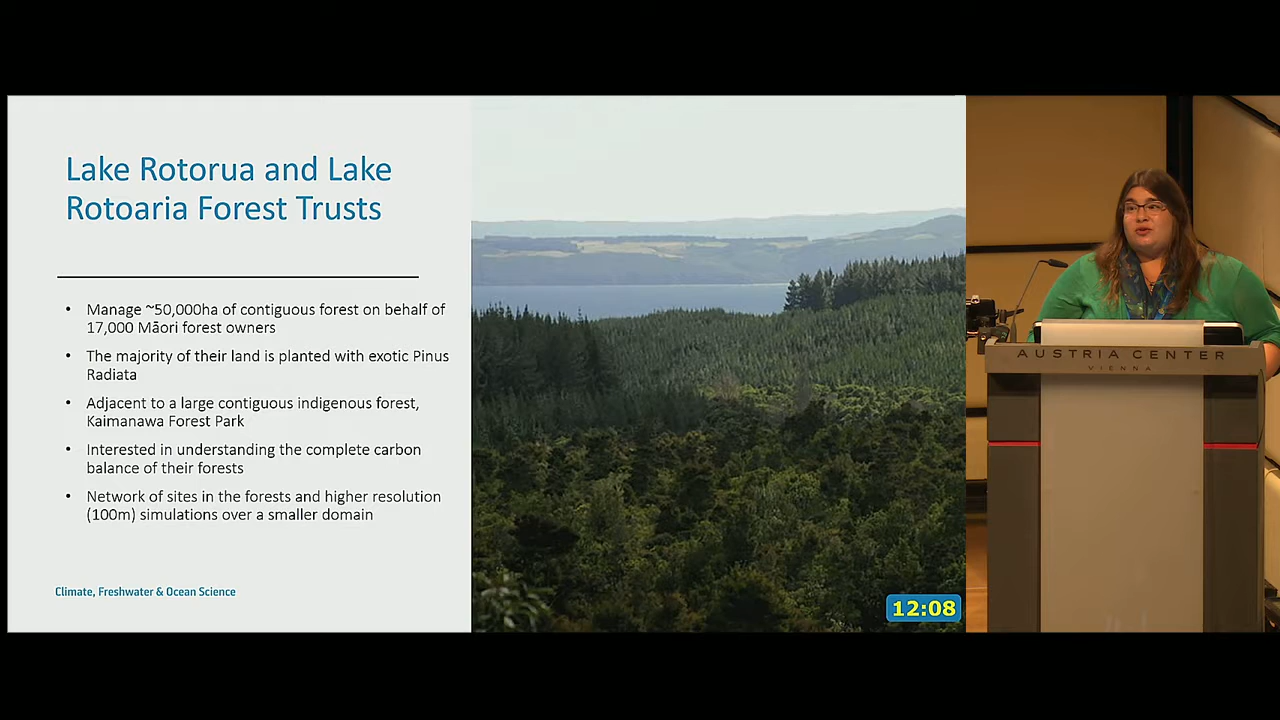 Lake Rotorua and Lake
Rotoaria Forest Trusts
• Manage ~50,000ha of contiguous forest on behalf of
17,000 Māori forest owners
• The majority of their land is planted with exotic Pinus
Radiata
• Adjacent to a large contiguous indigenous forest,
Kaimanawa Forest Park
• Interested in understanding the complete carbon
balance of their forests
• Network of sites in the forests and higher resolution
(100m) simulations over a smaller domain
Climate, Freshwater & Ocean Science
12:08
AUSTRIA CENTER
VIENNA